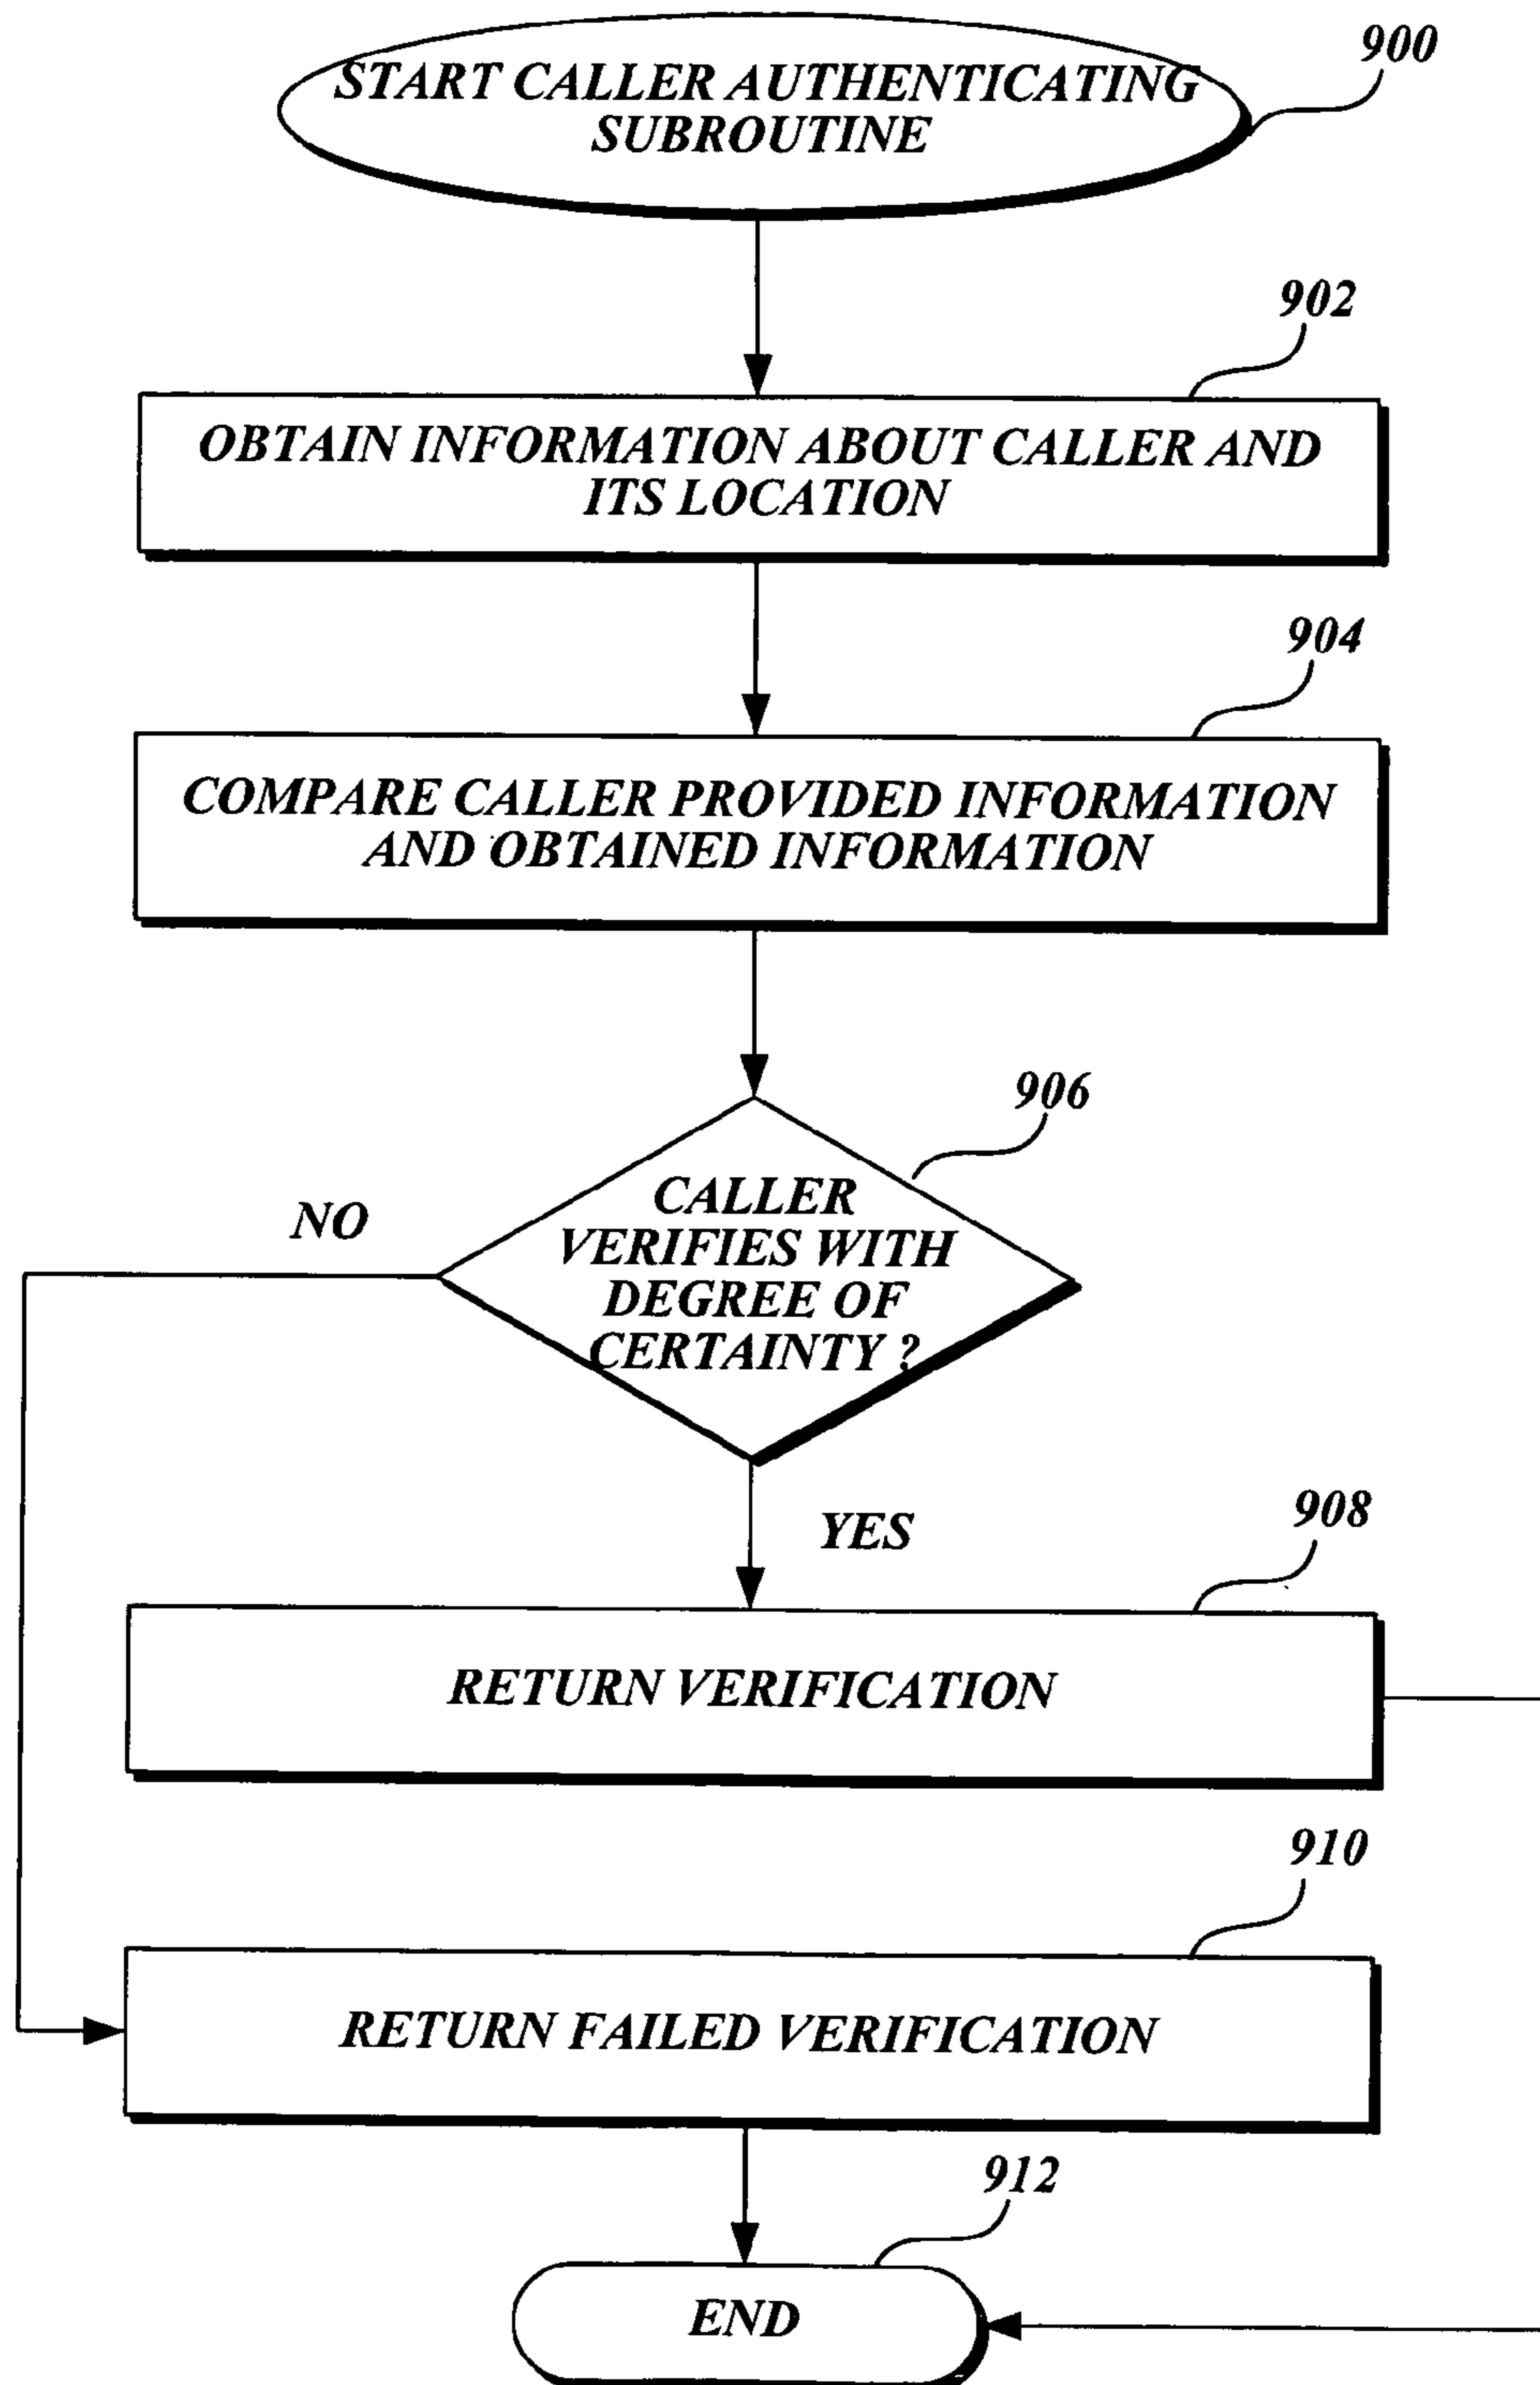 900
START CALLER AUTHENTICATING
SUBROUTINE
902
OBTAIN INFORMATION ABOUT CALLER AND
ITS LOCATION
904
COMPARE CALLER PROVIDED INFORMATION
AND OBTAINED INFORMATION
906
CALLER
VERIFIES WITH
DEGREE OF
CERTAINTY ?
NO
YES
908
RETURN VERIFICATION
910
RETURN FAILED VERIFICATION
912
END